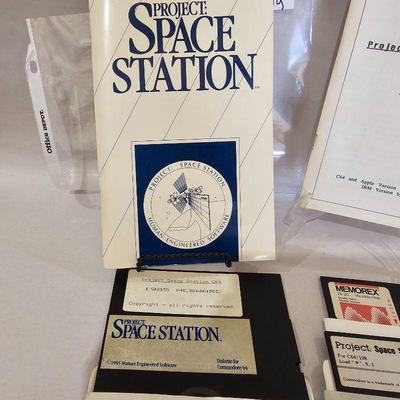 PROJECT:
SPACE
STATION
TM
PROJECT: SPACE STATION
HUMAN ENGINEERED SOFTWARE
Office DEPOT.
Projec
C64 and Apple Version
IBM Version b
Project Space Station C64
1985 HESWARE
Copyright - all rights reserved
PROJECT:
SPACE STATION
©1985 Human Engineered Software
Diskette for
Commodore 64
MEMOREX
Project: Space S
For C64/128
Load "*", 8, 1